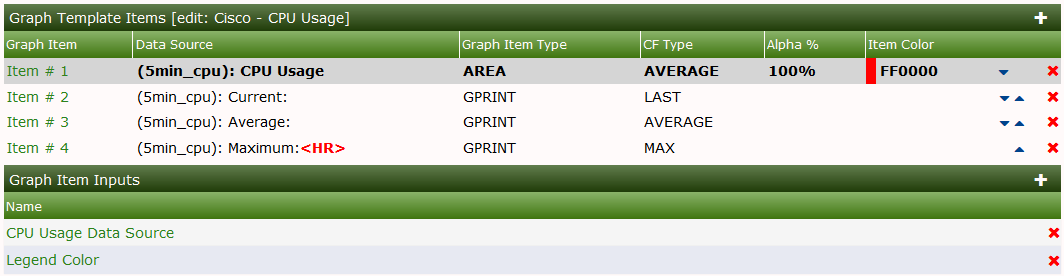 Graph Template Items [edit: Cisco - CPU Usage]
Graph Item Data Source Graph Item Type CF Type Alpha % Item Color
Item # 1 (5min_cpu): CPU Usage AREA AVERAGE 100% FF0000
Item # 2 (5min_cpu): Current: GPRINT LAST
Item # 3 (5min_cpu): Average: GPRINT AVERAGE
Item # 4 (5min_cpu): Maximum:<HR> GPRINT MAX
Graph Item Inputs
Name
CPU Usage Data Source
Legend Color